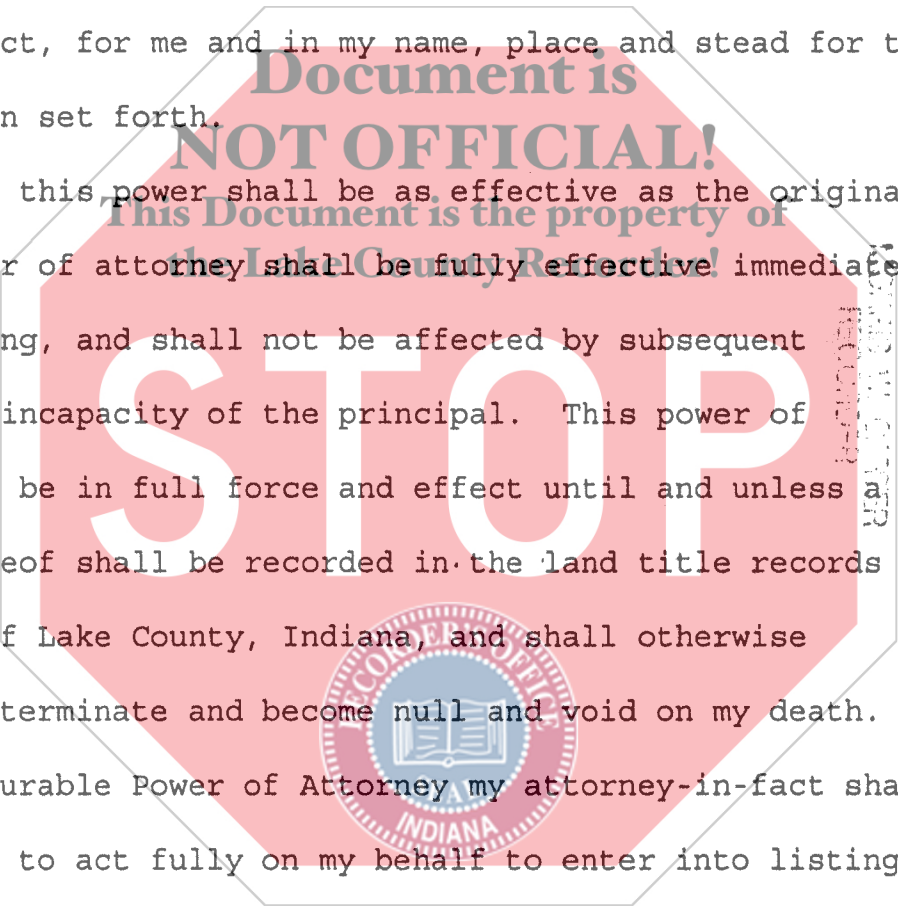 ct, for me and in my name, place and stead for t
Document is
n set forth.
NOT OFFICIAL!
this power shall be as effective as the origina
This Document is the property of
r of attorney shall be fully effective immediate
the Lake County Recorder!
ng, and shall not be affected by subsequent
STOP
incapacity of the principal. This power of
be in full force and effect until and unless a
eof shall be recorded in the land title records
f Lake County, Indiana, and shall otherwise
RECORDER'S OFFICE
terminate and become null and void on my death.
urable Power of Attorney my attorney-in-fact sha
INDIANA
to act fully on my behalf to enter into listing